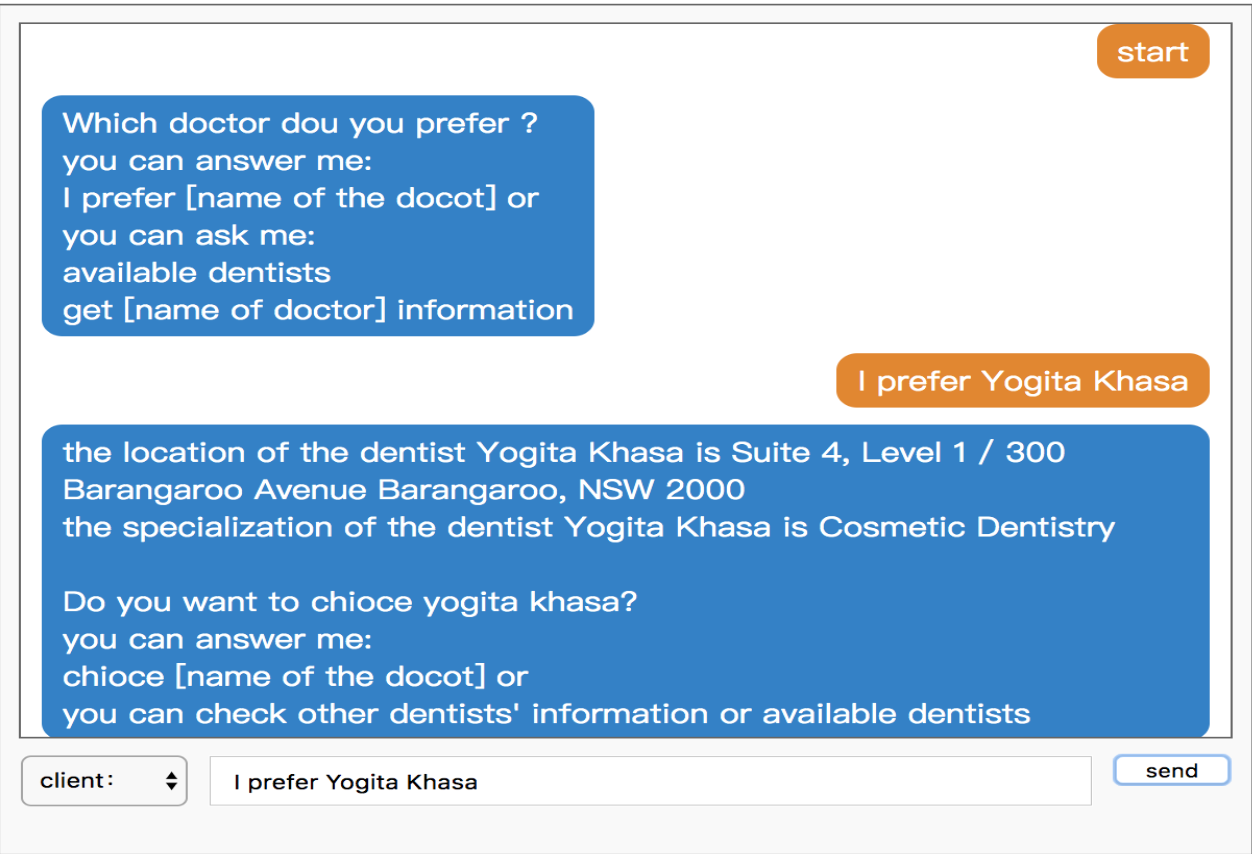 start
Which doctor dou you prefer ?
you can answer me:
I prefer [name of the docot] or
you can ask me:
available dentists
get [name of doctor] information
I prefer Yogita Khasa
the location of the dentist Yogita Khasa is Suite 4, Level 1 / 300
Barangaroo Avenue Barangaroo, NSW 2000
the specialization of the dentist Yogita Khasa is Cosmetic Dentistry
Do you want to chioce yogita khasa?
you can answer me:
chioce [name of the docot] or
you can check other dentists' information or available dentists
client:
I prefer Yogita Khasa
send